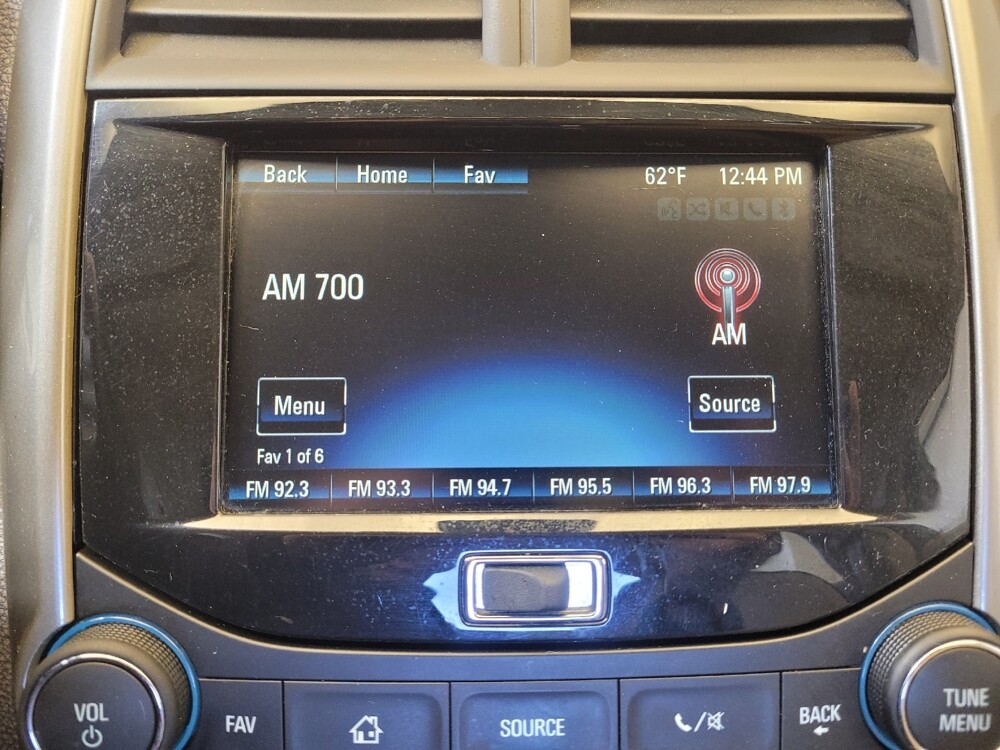 Back Home Fav 62°F 12:44 PM
AM 700
AM
Menu Source
Fav 1 of 6
FM 92.3 FM 93.3 FM 94.7 FM 95.5 FM 96.3 FM 97.9
VOL FAV SOURCE BACK TUNE
MENU